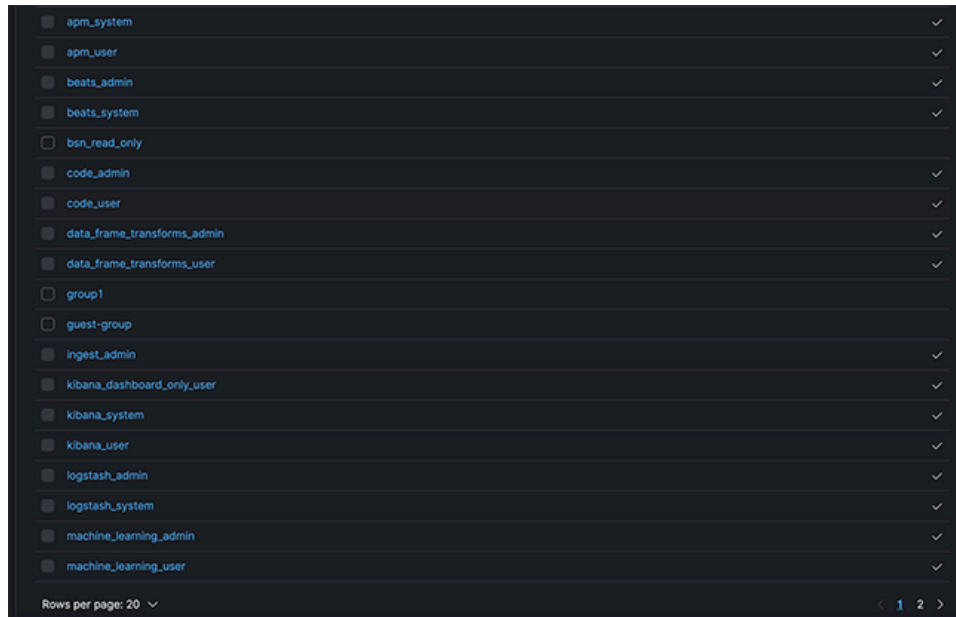 apm_system
apm_user
beats_admin
beats_system
bsn_read_only
code_admin
code_user
data_frame_transforms_admin
data_frame_transforms_user
group1
guest-group
ingest_admin
kibana_dashboard_only_user
kibana_system
kibana_user
logstash_admin
logstash_system
machine_learning_admin
machine_learning_user
Rows per page: 20 1 2